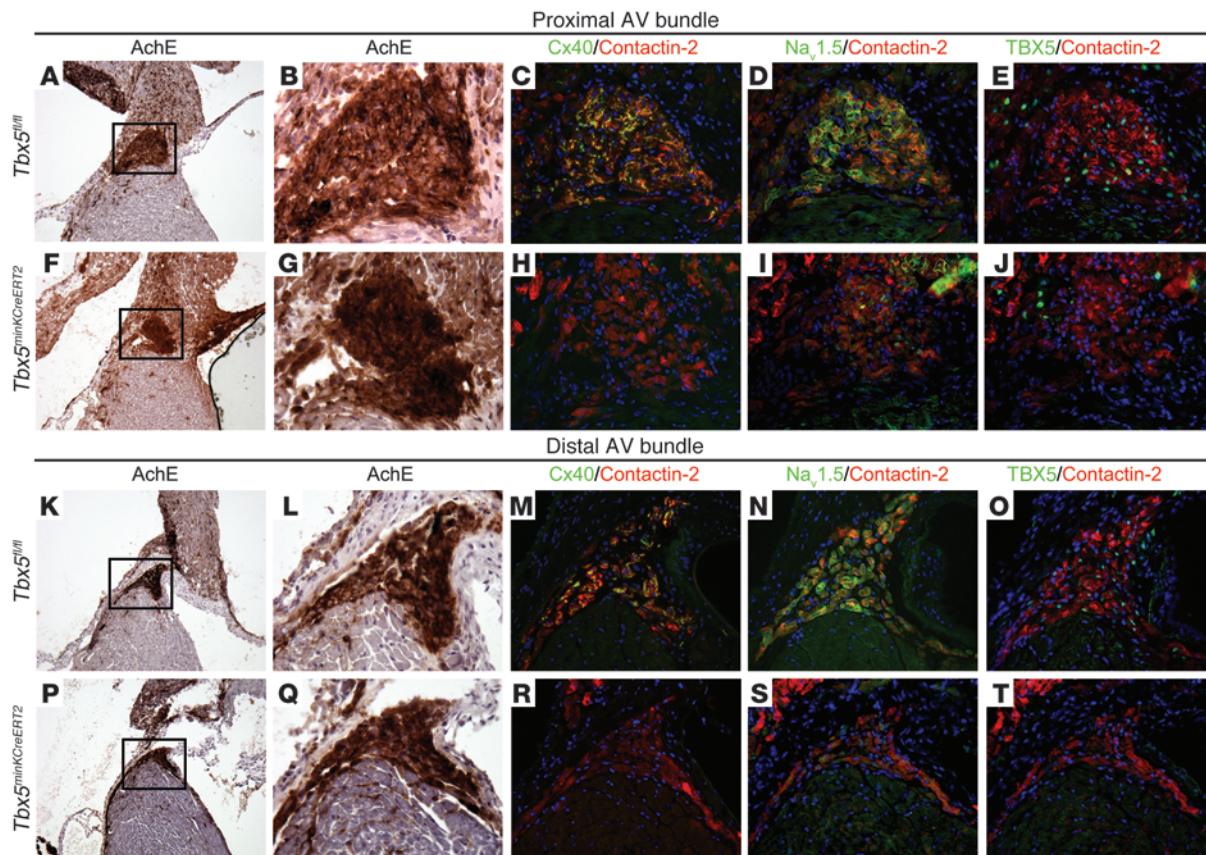 Proximal AV bundle
AchE AchE Cx40/Contactin-2 Nav1.5/Contactin-2 TBX5/Contactin-2
Tbx5fl/fl
A B C D E
Tbx5minKCreERT2
F G H I J
Distal AV bundle
AchE AchE Cx40/Contactin-2 Nav1.5/Contactin-2 TBX5/Contactin-2
Tbx5fl/fl
K L M N O
Tbx5minKCreERT2
P Q R S T